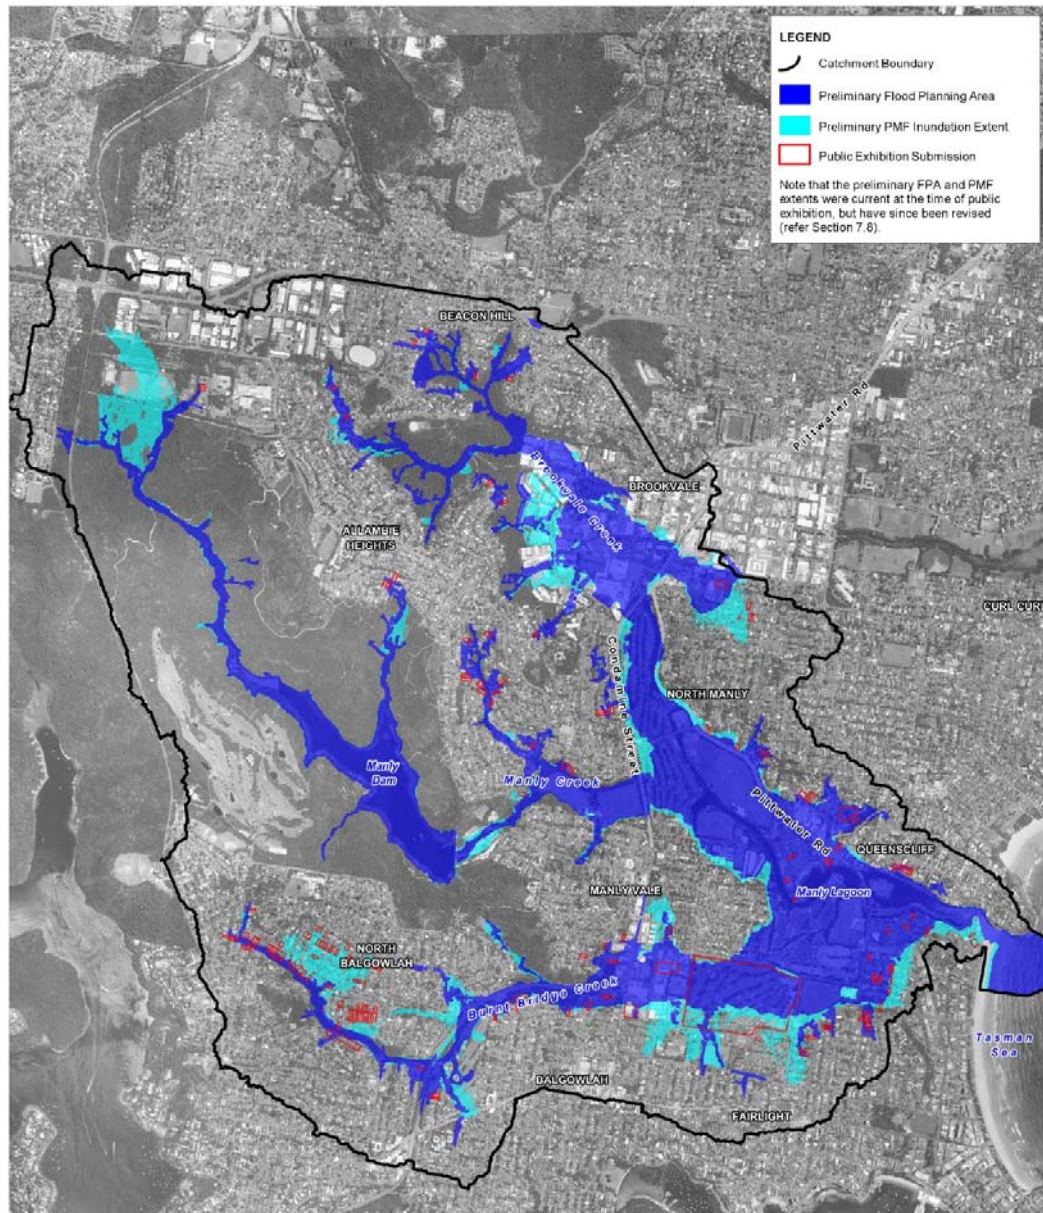 LEGEND
Catchment Boundary
Preliminary Flood Planning Area
Preliminary PMF Inundation Extent
Public Exhibition Submission
Note that the preliminary FPA and PMF
extents were current at the time of public
exhibition, but have since been revised
(refer Section 7.8).
BEACON HILL
Pittwater Rd
Brookvale Creek
BROOKVALE
ALLAMBIE
HEIGHTS
CURL CURL
Condamine Street
NORTH MANLY
Manly
Dam
Manly Creek
Pittwater Rd
QUEENSCLIFF
MANLY VALE
Manly Lagoon
NORTH
BALGOWLAH
Burnt Bridge Creek
Tasman
Sea
BALGOWLAH
FAIRLIGHT